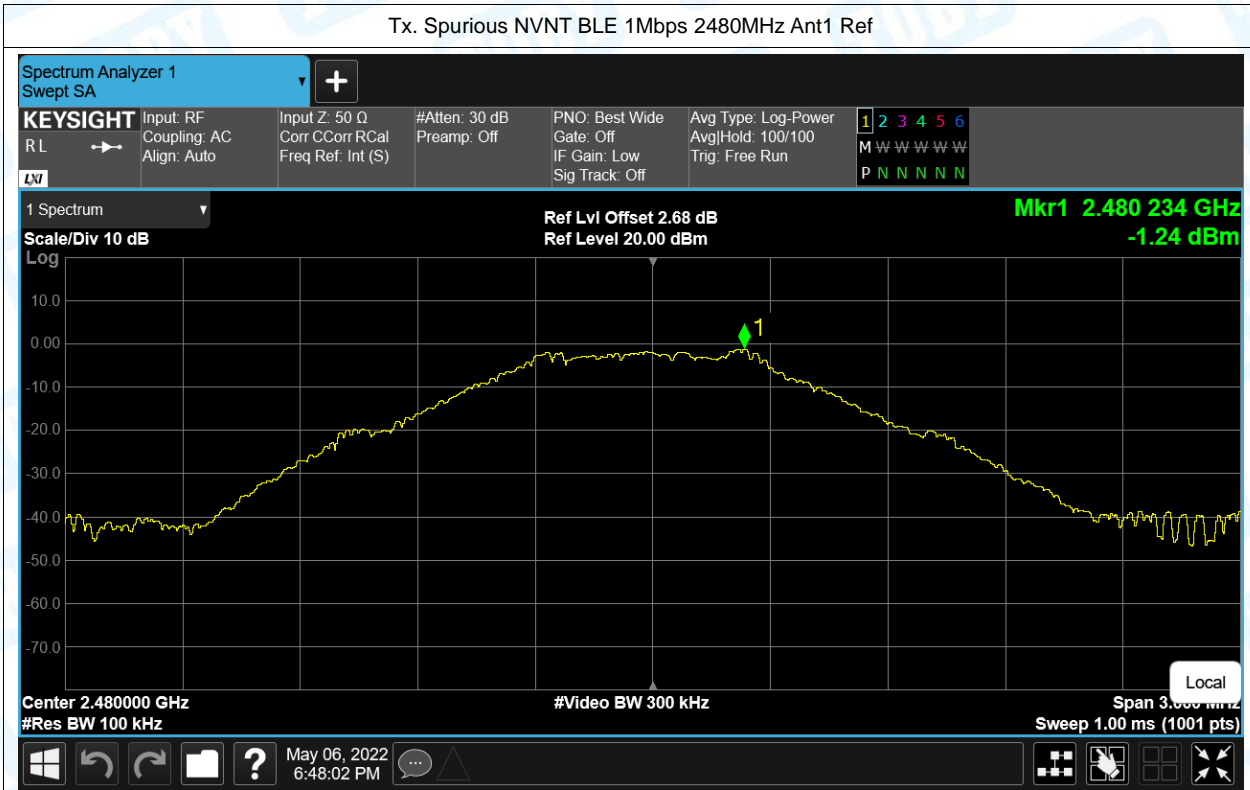 Tx. Spurious NVNT BLE 1Mbps 2480MHz Ant1 Ref
Spectrum Analyzer 1
Swept SA
KEYSIGHT
R L
LXI
Input: RF
Coupling: AC
Align: Auto
Input Z: 50 Ω
Corr CCorr RCal
Freq Ref: Int (S)
#Atten: 30 dB
Preamp: Off
PNO: Best Wide
Gate: Off
IF Gain: Low
Sig Track: Off
Avg Type: Log-Power
Avg|Hold: 100/100
Trig: Free Run
1 2 3 4 5 6
M W W W W W W
P N N N N N
1 Spectrum
Scale/Div 10 dB
Ref Lvl Offset 2.68 dB
Ref Level 20.00 dBm
Mkr1 2.480 234 GHz
-1.24 dBm
Log
10.0
0.00
-10.0
-20.0
-30.0
-40.0
-50.0
-60.0
-70.0
1
Local
Center 2.480000 GHz
#Video BW 300 kHz
Span 3.000 MHz
#Res BW 100 kHz
Sweep 1.00 ms (1001 pts)
?
May 06, 2022
6:48:02 PM